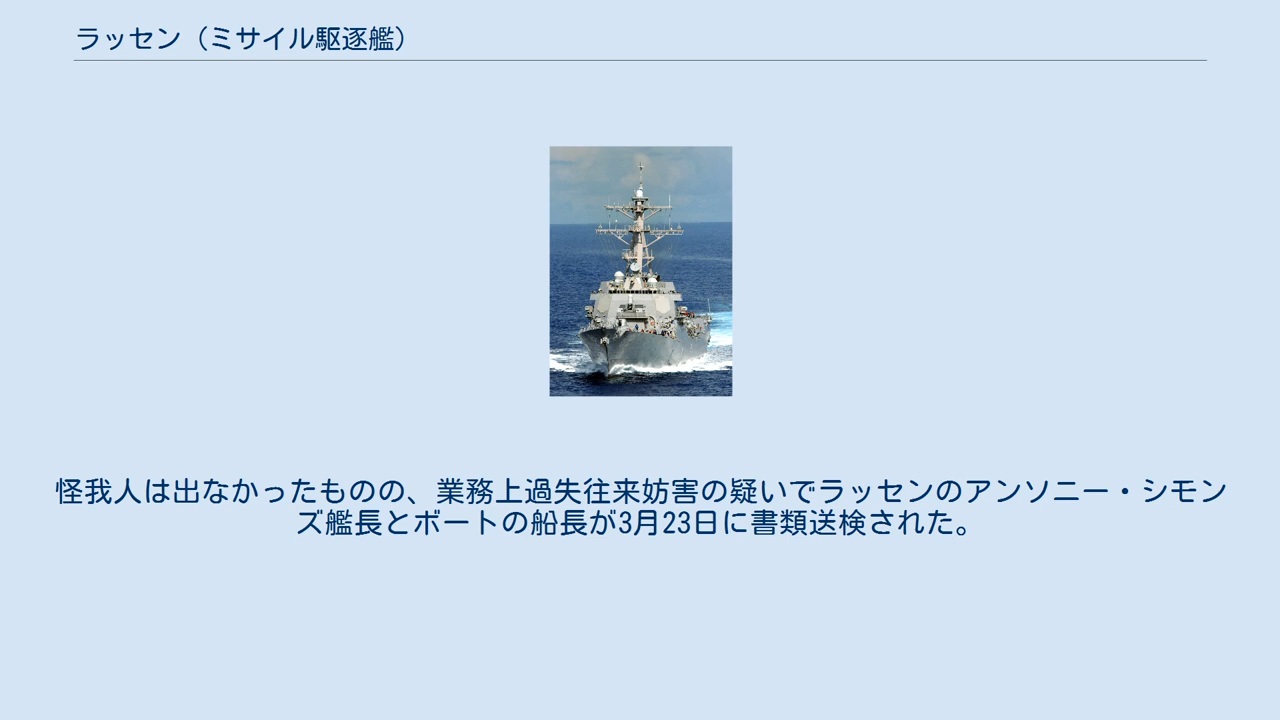 ラッセン（ミサイル駆逐艦）
怪我人は出なかったものの、業務上過失往来妨害の疑いでラッセンのアンソニー・シモン
ズ艦長とボートの船長が3月23日に書類送検された。